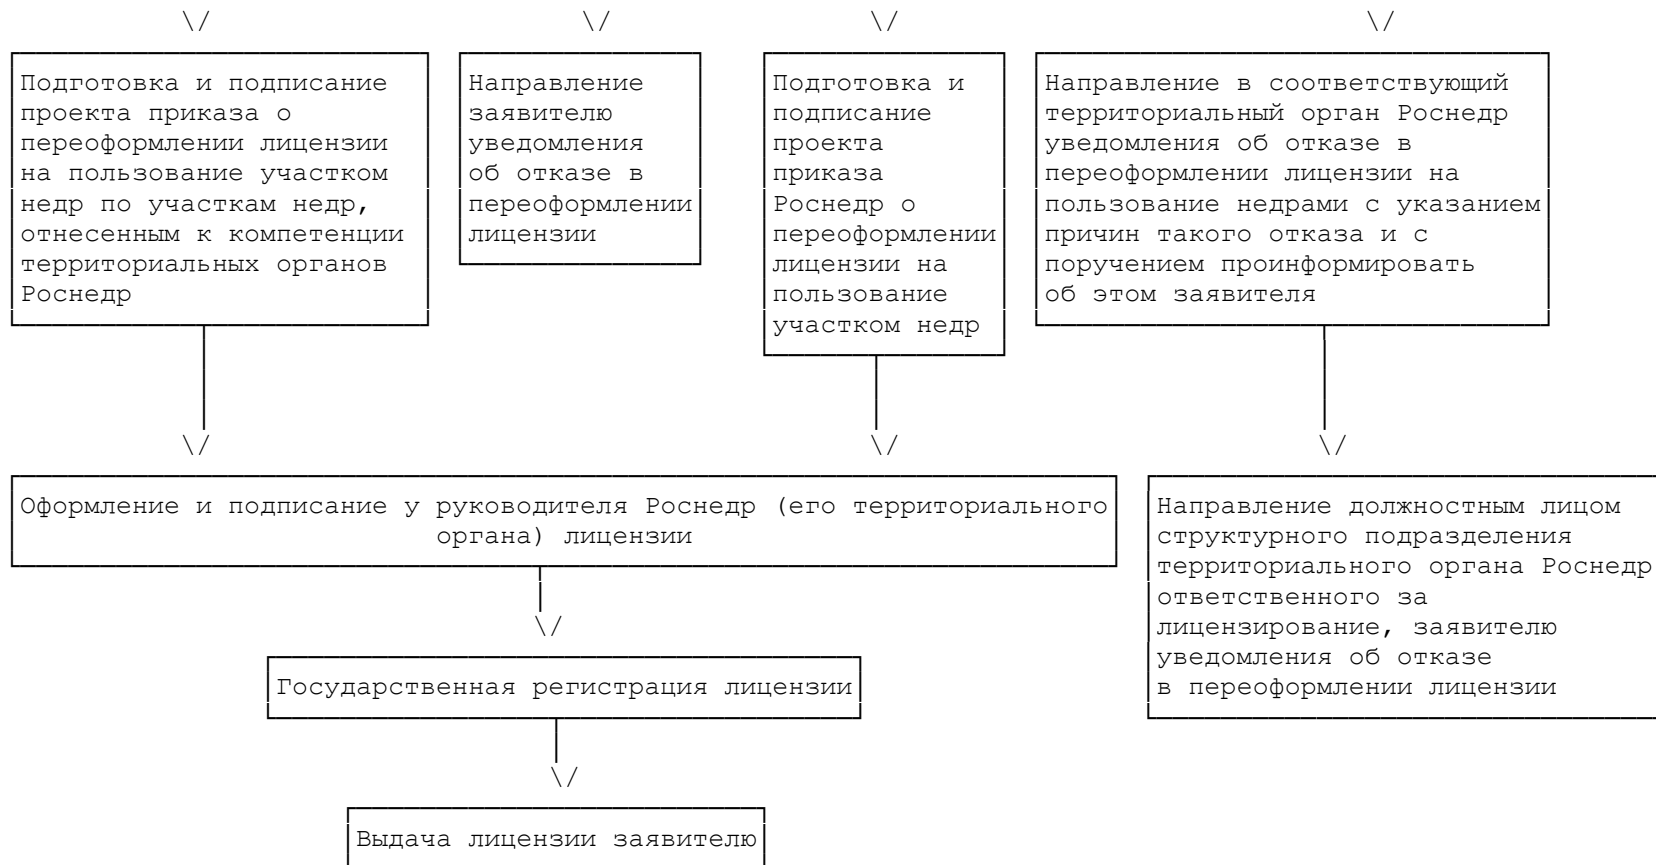 Подготовка и подписание
проекта приказа о
переоформлении лицензии
на пользование участком
недр по участкам недр,
отнесенным к компетенции
территориальных органов
Роснедр
Направление
заявителю
уведомления
об отказе в
переоформлении
лицензии
Подготовка и
подписание
проекта
приказа
Роснедр о
переоформлении
лицензии на
пользование
участком недр
Направление в соответствующий
территориальный орган Роснедр
уведомления об отказе в
переоформлении лицензии на
пользование недрами с указанием
причин такого отказа и с
поручением проинформировать
об этом заявителя
Оформление и подписание у руководителя Роснедр (его территориального
органа) лицензии
Направление должностным лицом
структурного подразделения
территориального органа Роснедр
ответственного за
лицензирование, заявителю
уведомления об отказе
в переоформлении лицензии
Государственная регистрация лицензии
Выдача лицензии заявителю